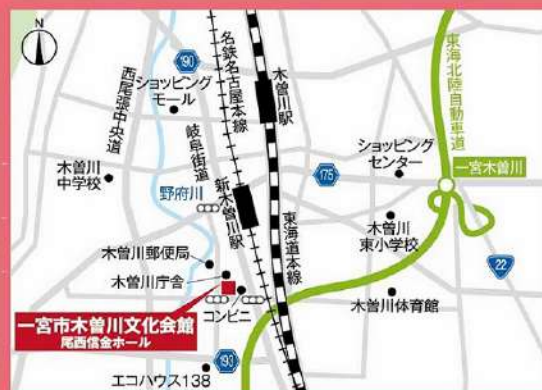 N
190
ショッピング
モール
西尾張中央道
岐阜街道
名鉄名古屋本線
木曽川駅
東海北陸自動車道
木曽川
中学校
野府川
新木曽川駅
175
ショッピング
センター
一宮木曽川
東海道本線
木曽川
東小学校
22
木曽川郵便局
木曽川庁舎
コンビニ
木曽川体育館
一宮市木曽川文化会館
尾西信金ホール
193
エコハウス138